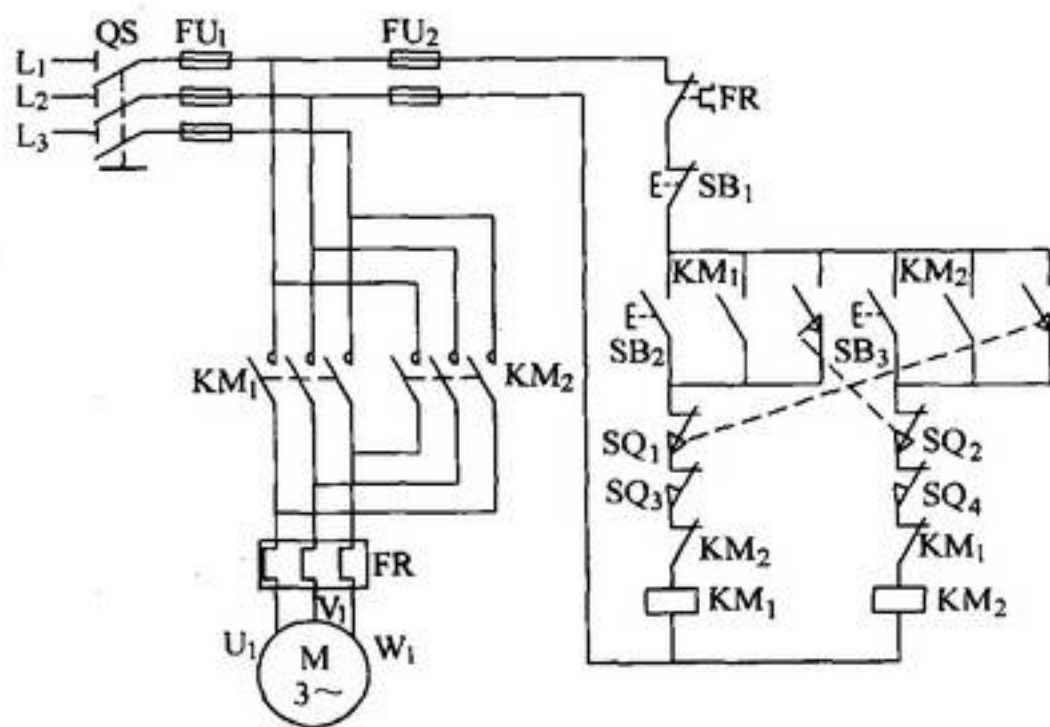 QS FU₁ FU₂
L₁
L₂
L₃
FR
SB₁
KM₁ KM₂
SB₂ SB₃
KM₁ KM₂
SQ₁ SQ₂
SQ₃ SQ₄
KM₂ KM₁
FR
KM₁ KM₂
V₁
U₁ W₁
M
3～